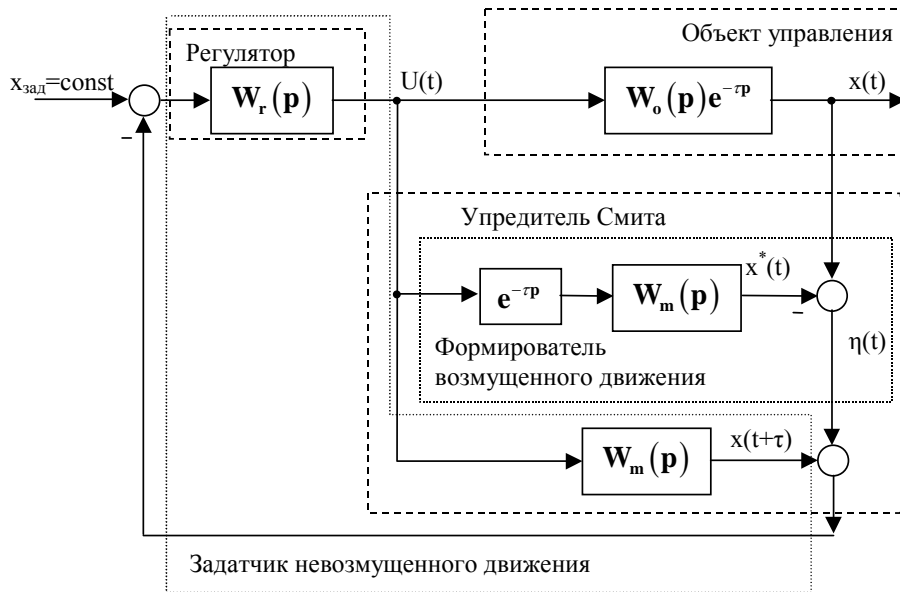 Объект управления
Регулятор
xзад=const
Wr(p)
U(t)
Wo(p)e−τp
x(t)
−
Упредитель Смита
e−τp
Wm(p)
x*(t)
−
η(t)
Формирователь
возмущенного движения
Wm(p)
x(t+τ)
Задатчик невозмущенного движения